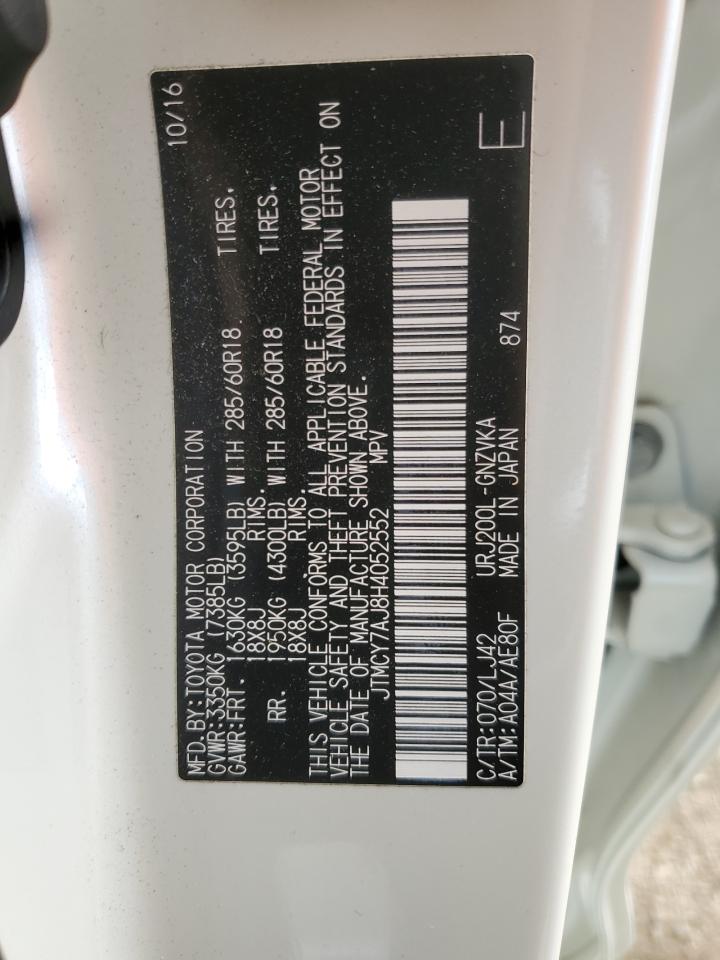 MFD.BY:TOYOTA MOTOR CORPORATION 10/16
GVWR:3350KG (7385LB)
GAWR:FRT. 1630KG (3595LB) WITH 285/60R18. TIRES.
18X8J RIMS.
RR. 1950KG (4300LB) WITH 285/60R18 TIRES.
18X8J RIMS.
THIS VEHICLE CONFORMS TO ALL APPLICABLE FEDERAL MOTOR
VEHICLE SAFETY AND THEFT PREVENTION STANDARDS IN EFFECT ON
THE DATE OF MANUFACTURE SHOWN ABOVE.
JTMCY7AJ8H4052552 MPV
C/TR:070/LJ42 URJ200L-GNZVKA
A/TM:A04A/AE80F MADE IN JAPAN 874 E